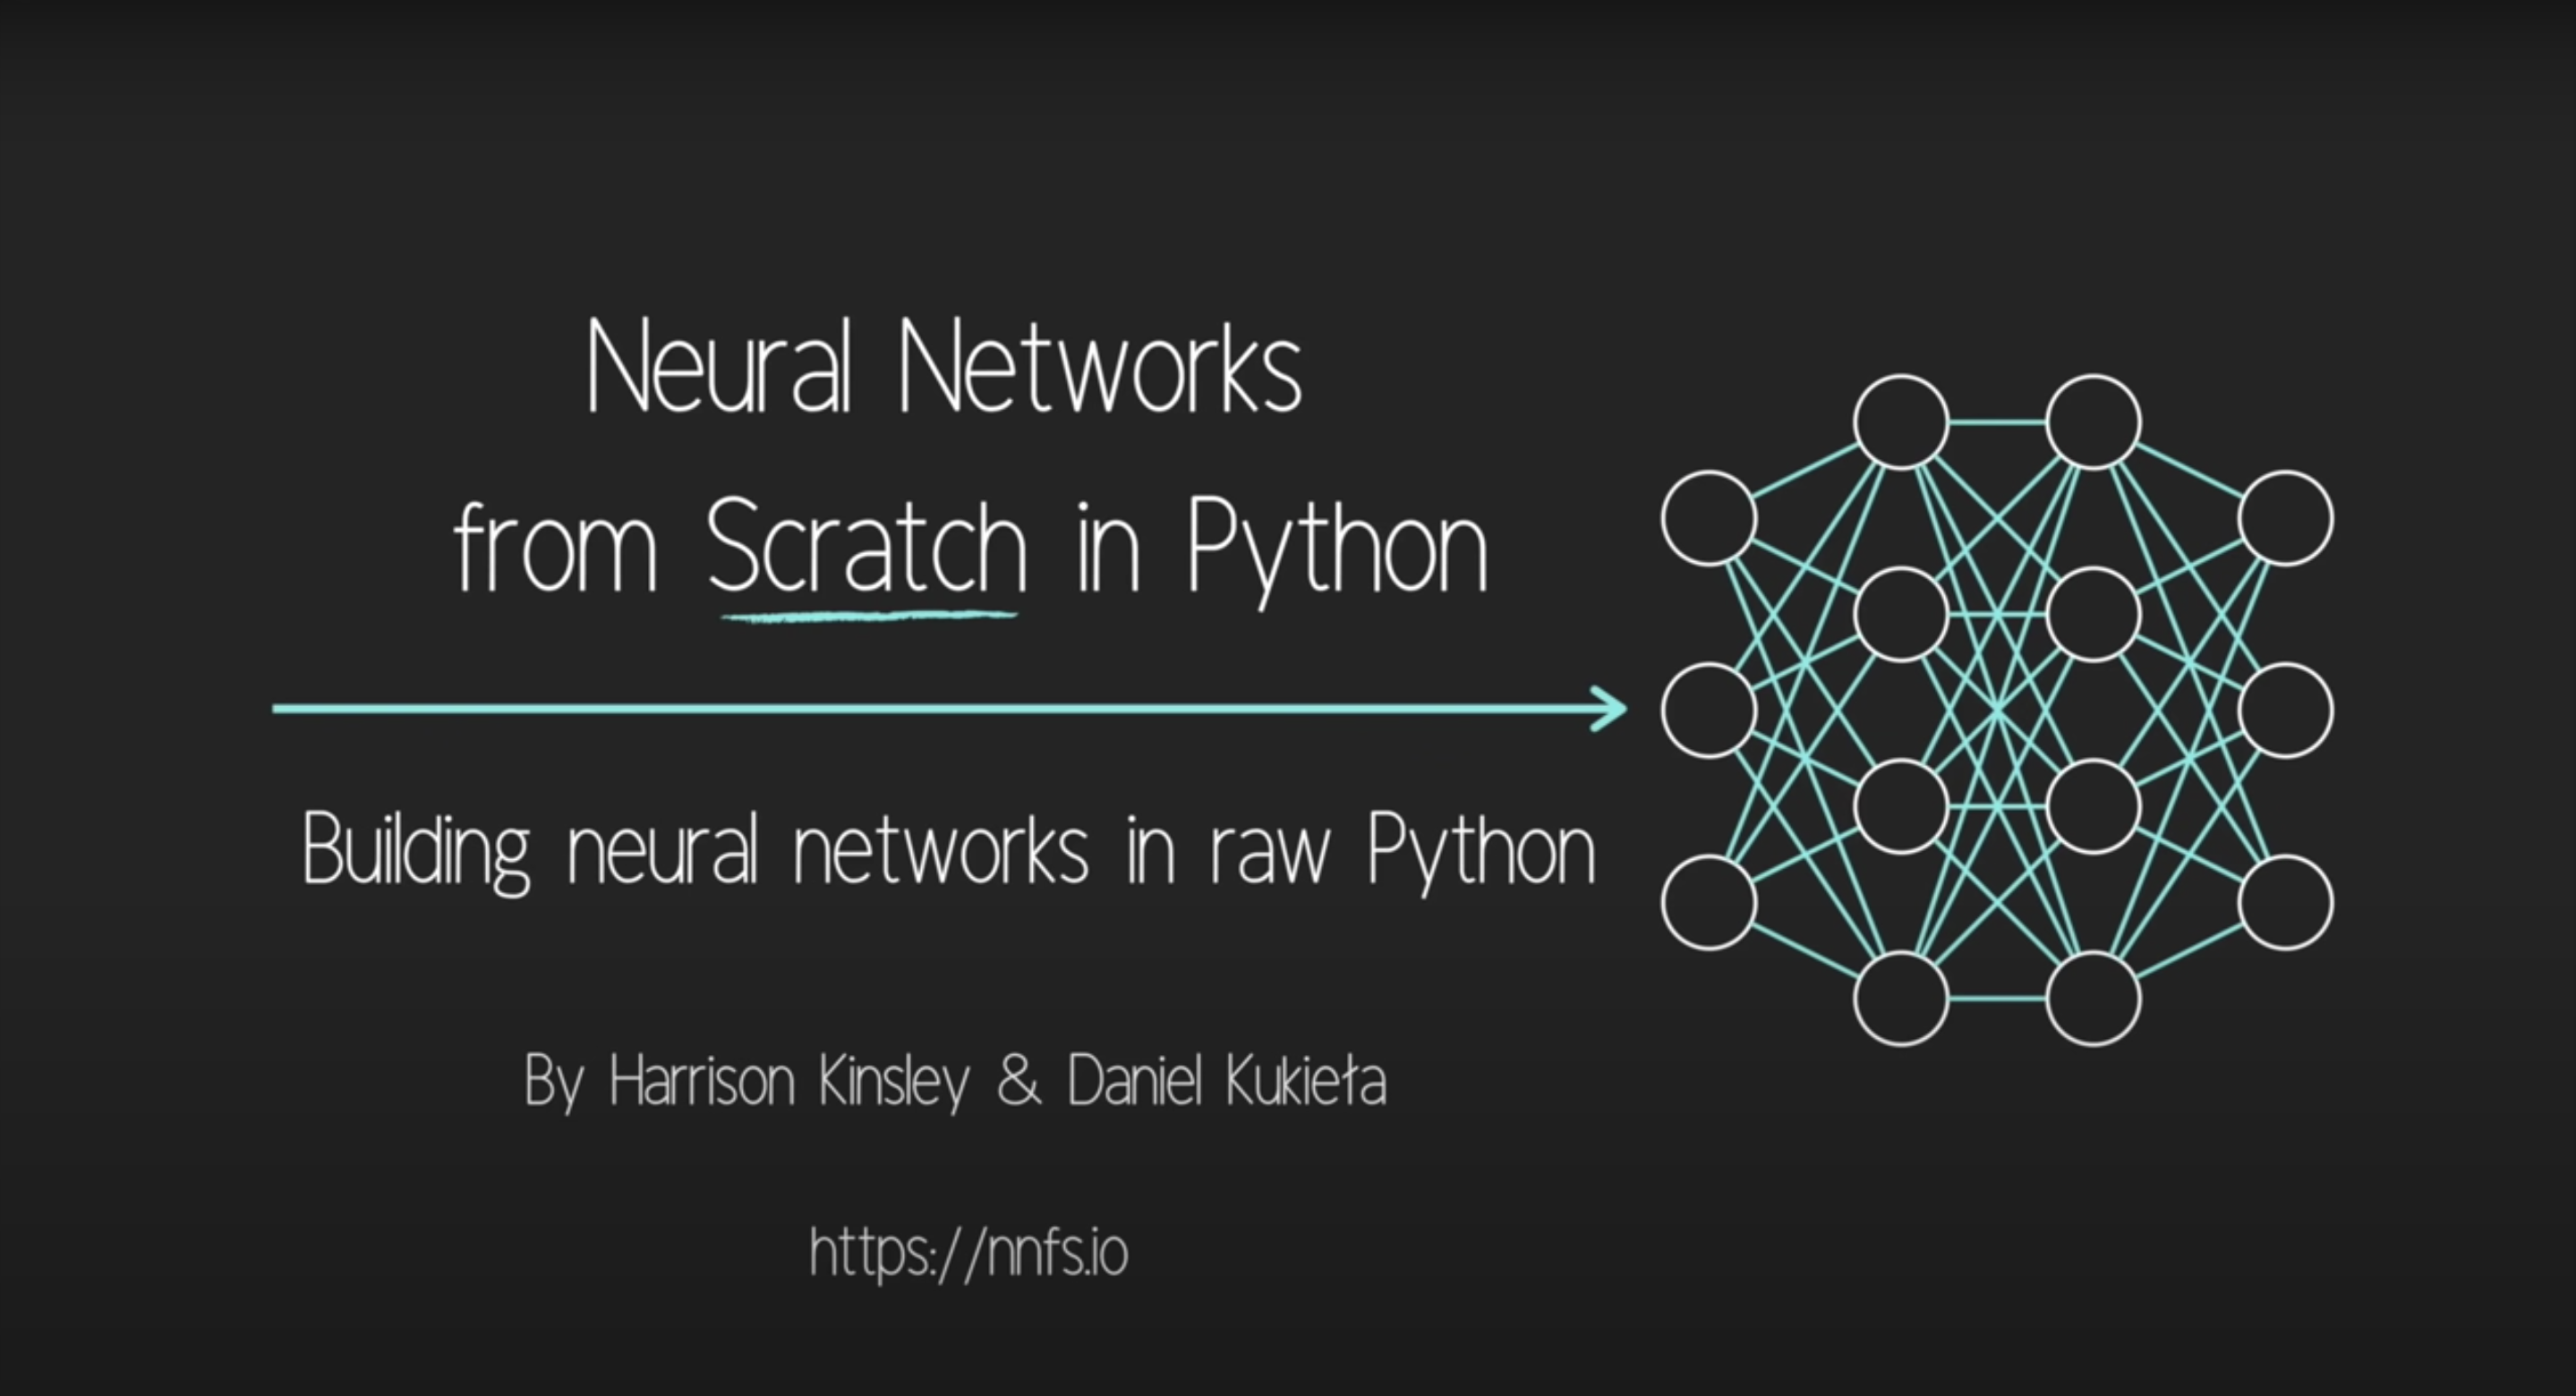 Neural Networks
from Scratch in Python
Building neural networks in raw Python
By Harrison Kinsley & Daniel Kukieła
https://nnfs.io